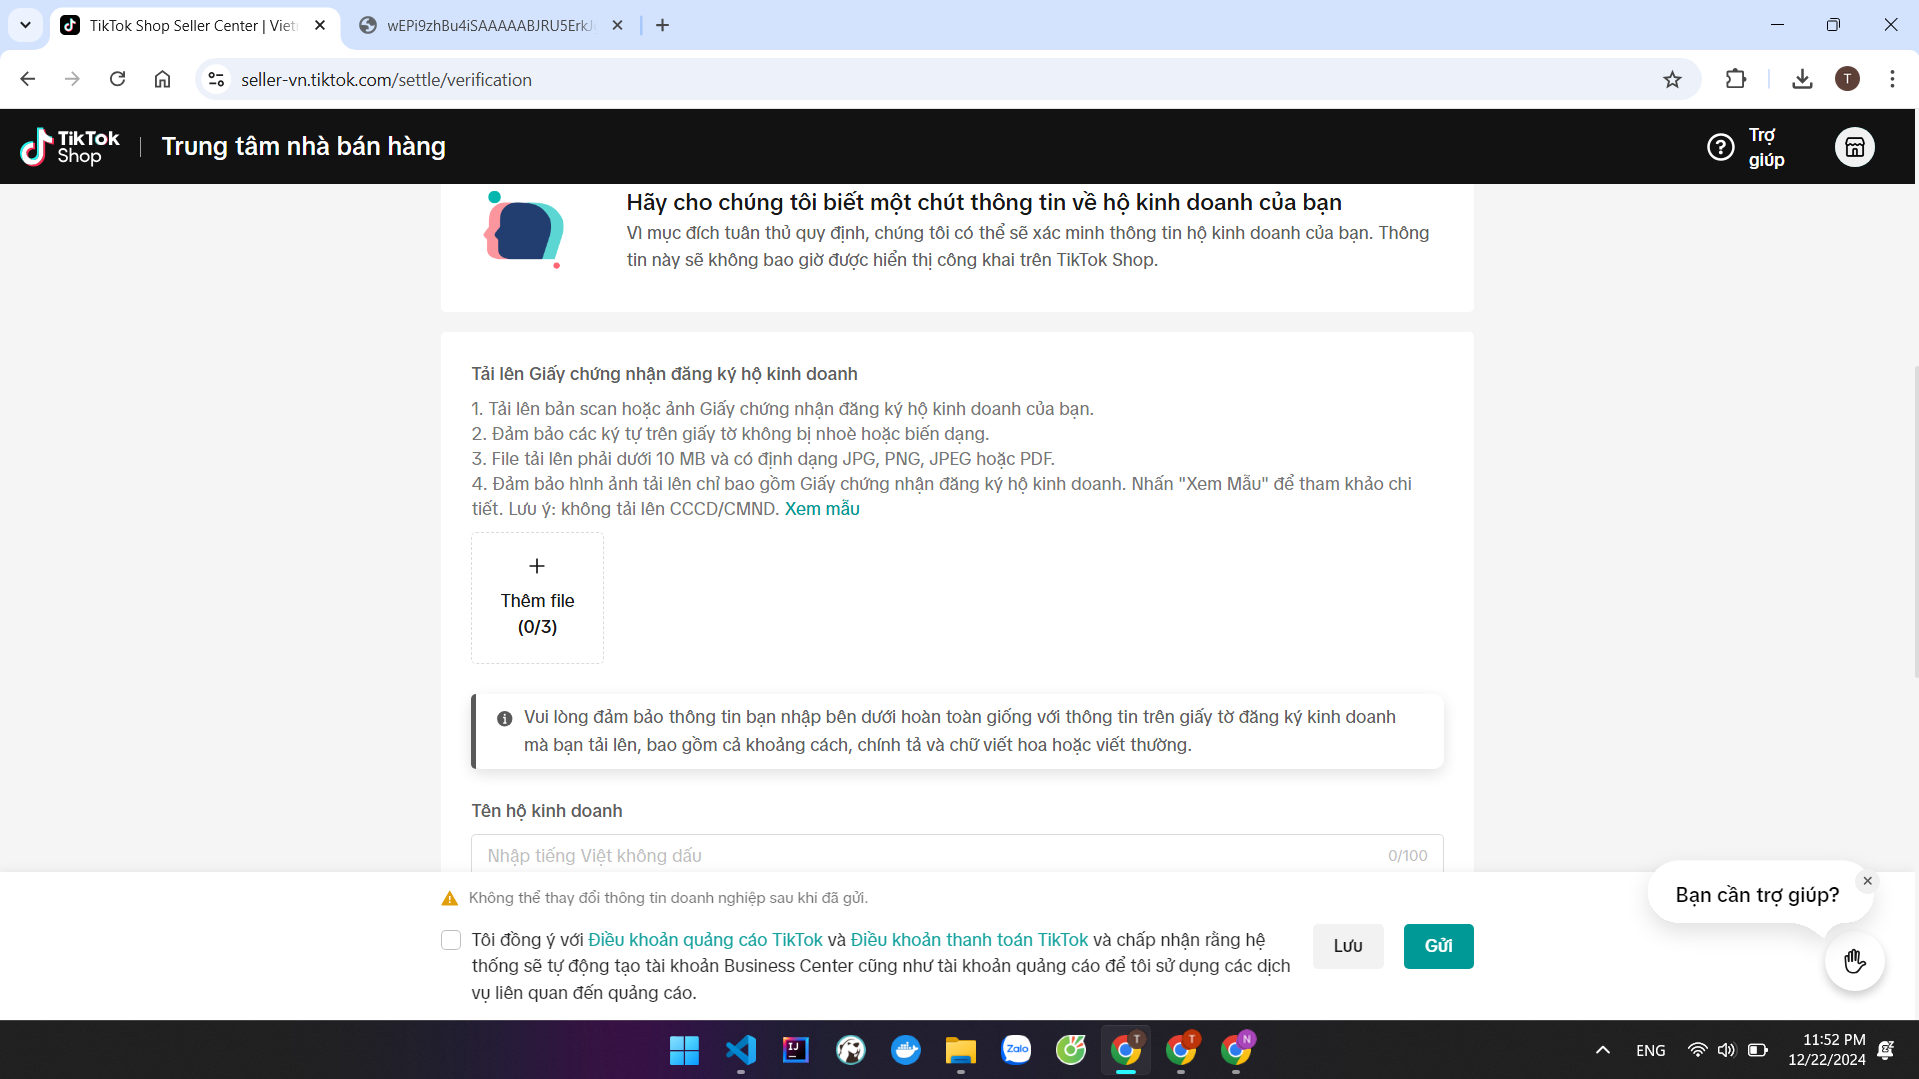 TikTok Shop Seller Center | Vietn
wEPi9zhBu4iSAAAAABJRU5ErkJ
seller-vn.tiktok.com/settle/verification
T
TikTok
Shop
Trung tâm nhà bán hàng
Trợ
giúp
Hãy cho chúng tôi biết một chút thông tin về hộ kinh doanh của bạn
Vì mục đích tuân thủ quy định, chúng tôi có thể sẽ xác minh thông tin hộ kinh doanh của bạn. Thông
tin này sẽ không bao giờ được hiển thị công khai trên TikTok Shop.
Tải lên Giấy chứng nhận đăng ký hộ kinh doanh
1. Tải lên bản scan hoặc ảnh Giấy chứng nhận đăng ký hộ kinh doanh của bạn.
2. Đảm bảo các ký tự trên giấy tờ không bị nhoè hoặc biến dạng.
3. File tải lên phải dưới 10 MB và có định dạng JPG, PNG, JPEG hoặc PDF.
4. Đảm bảo hình ảnh tải lên chỉ bao gồm Giấy chứng nhận đăng ký hộ kinh doanh. Nhấn "Xem Mẫu" để tham khảo chi
tiết. Lưu ý: không tải lên CCCD/CMND. Xem mẫu
Thêm file
(0/3)
Vui lòng đảm bảo thông tin bạn nhập bên dưới hoàn toàn giống với thông tin trên giấy tờ đăng ký kinh doanh
mà bạn tải lên, bao gồm cả khoảng cách, chính tả và chữ viết hoa hoặc viết thường.
Tên hộ kinh doanh
Nhập tiếng Việt không dấu 0/100
Không thể thay đổi thông tin doanh nghiệp sau khi đã gửi.
Tôi đồng ý với Điều khoản quảng cáo TikTok và Điều khoản thanh toán TikTok và chấp nhận rằng hệ
thống sẽ tự động tạo tài khoản Business Center cũng như tài khoản quảng cáo để tôi sử dụng các dịch
vụ liên quan đến quảng cáo.
Lưu
Gửi
Bạn cần trợ giúp?
IJ
Zalo
T
T
N
ENG
11:52 PM
12/22/2024